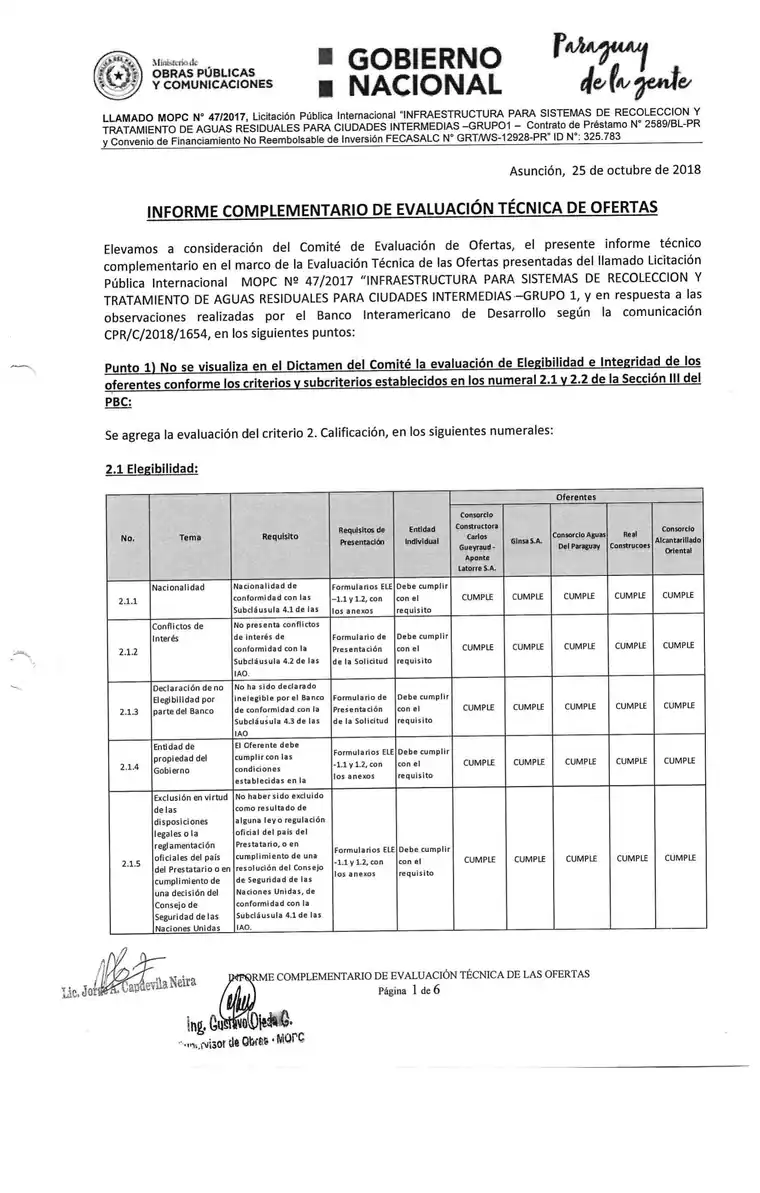 Ministerio de
OBRAS PÚBLICAS
Y COMUNICACIONES
GOBIERNO
NACIONAL
Paraguay
de la gente
LLAMADO MOPC N° 47/2017, Licitación Pública Internacional "INFRAESTRUCTURA PARA SISTEMAS DE RECOLECCION Y
TRATAMIENTO DE AGUAS RESIDUALES PARA CIUDADES INTERMEDIAS –GRUPO1 – Contrato de Préstamo N° 2589/BL-PR
y Convenio de Financiamiento No Reembolsable de Inversión FECASALC N° GRT/WS-12928-PR" ID N°: 325.783
Asunción, 25 de octubre de 2018
INFORME COMPLEMENTARIO DE EVALUACIÓN TÉCNICA DE OFERTAS
Elevamos a consideración del Comité de Evaluación de Ofertas, el presente informe técnico
complementario en el marco de la Evaluación Técnica de las Ofertas presentadas del llamado Licitación
Pública Internacional MOPC Nº 47/2017 "INFRAESTRUCTURA PARA SISTEMAS DE RECOLECCION Y
TRATAMIENTO DE AGUAS RESIDUALES PARA CIUDADES INTERMEDIAS –GRUPO 1, y en respuesta a las
observaciones realizadas por el Banco Interamericano de Desarrollo según la comunicación
CPR/C/2018/1654, en los siguientes puntos:
Punto 1) No se visualiza en el Dictamen del Comité la evaluación de Elegibilidad e Integridad de los
oferentes conforme los criterios y subcriterios establecidos en los numeral 2.1 y 2.2 de la Sección III del
PBC:
Se agrega la evaluación del criterio 2. Calificación, en los siguientes numerales:
2.1 Elegibilidad:
No.
Tema
Requisito
Requisitos de
Presentación
Entidad
Individual
Oferentes
Consorcio
Constructora
Carlos
Gueyraud -
Aponte
Latorre S.A.
Ginsa S.A.
Consorcio Aguas
Del Paraguay
Real
Construcoes
Consorcio
Alcantarillado
Oriental
2.1.1
Nacionalidad
Nacionalidad de
conformidad con las
Subcláusula 4.1 de las
Formularios ELE
–1.1 y 1.2, con
los anexos
Debe cumplir
con el
requisito
CUMPLE CUMPLE CUMPLE CUMPLE CUMPLE
2.1.2
Conflictos de
Interés
No presenta conflictos
de interés de
conformidad con la
Subcláusula 4.2 de las
IAO.
Formulario de
Presentación
de la Solicitud
Debe cumplir
con el
requisito
CUMPLE CUMPLE CUMPLE CUMPLE CUMPLE
2.1.3
Declaración de no
Elegibilidad por
parte del Banco
No ha sido declarado
inelegible por el Banco
de conformidad con la
Subcláusula 4.3 de las
IAO
Formulario de
Presentación
de la Solicitud
Debe cumplir
con el
requisito
CUMPLE CUMPLE CUMPLE CUMPLE CUMPLE
2.1.4
Entidad de
propiedad del
Gobierno
El Oferente debe
cumplir con las
condiciones
establecidas en la
Formularios ELE
-1.1 y 1.2, con
los anexos
Debe cumplir
con el
requisito
CUMPLE CUMPLE CUMPLE CUMPLE CUMPLE
2.1.5
Exclusión en virtud
de las
disposiciones
legales o la
reglamentación
oficiales del país
del Prestatario o en
cumplimiento de
una decisión del
Consejo de
Seguridad de las
Naciones Unidas
No haber sido excluido
como resultado de
alguna ley o regulación
oficial del país del
Prestatario, o en
cumplimiento de una
resolución del Consejo
de Seguridad de las
Naciones Unidas, de
conformidad con la
Subcláusula 4.1 de las
IAO.
Formularios ELE
-1.1 y 1.2, con
los anexos
Debe cumplir
con el
requisito
CUMPLE CUMPLE CUMPLE CUMPLE CUMPLE
INFORME COMPLEMENTARIO DE EVALUACIÓN TÉCNICA DE LAS OFERTAS
Página 1 de 6
Lic. Jorge A. Capdevila Neira
Ing. Gustavo Ojeda G.
de Obras - MOPC